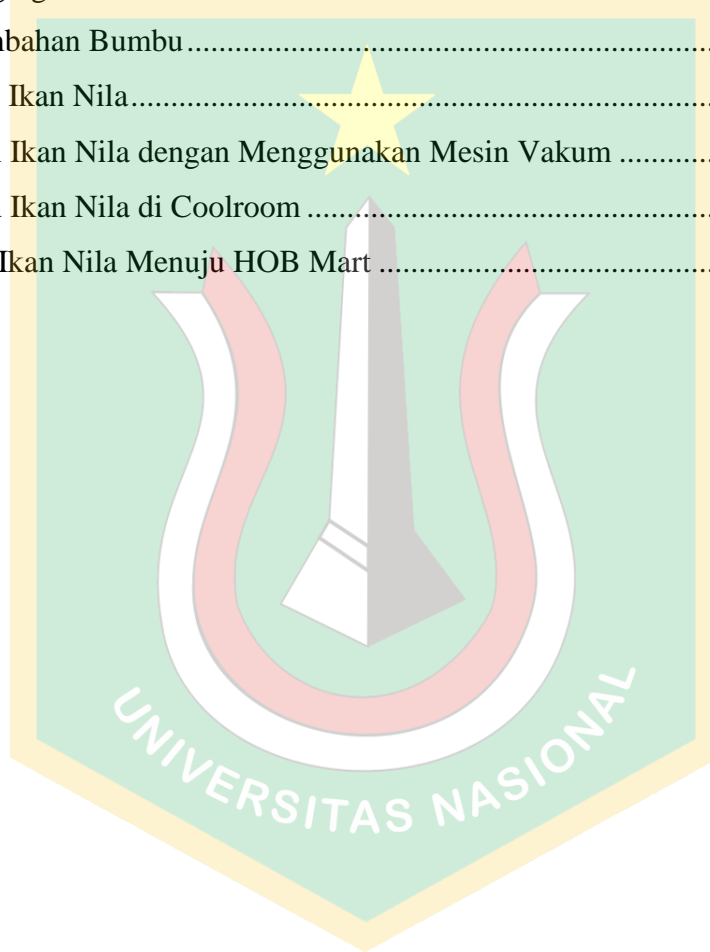 mbahan Bumbu
Ikan Nila
Ikan Nila dengan Menggunakan Mesin Vakum
Ikan Nila di Coolroom
Ikan Nila Menuju HOB Mart
UNIVERSITAS NASIONAL